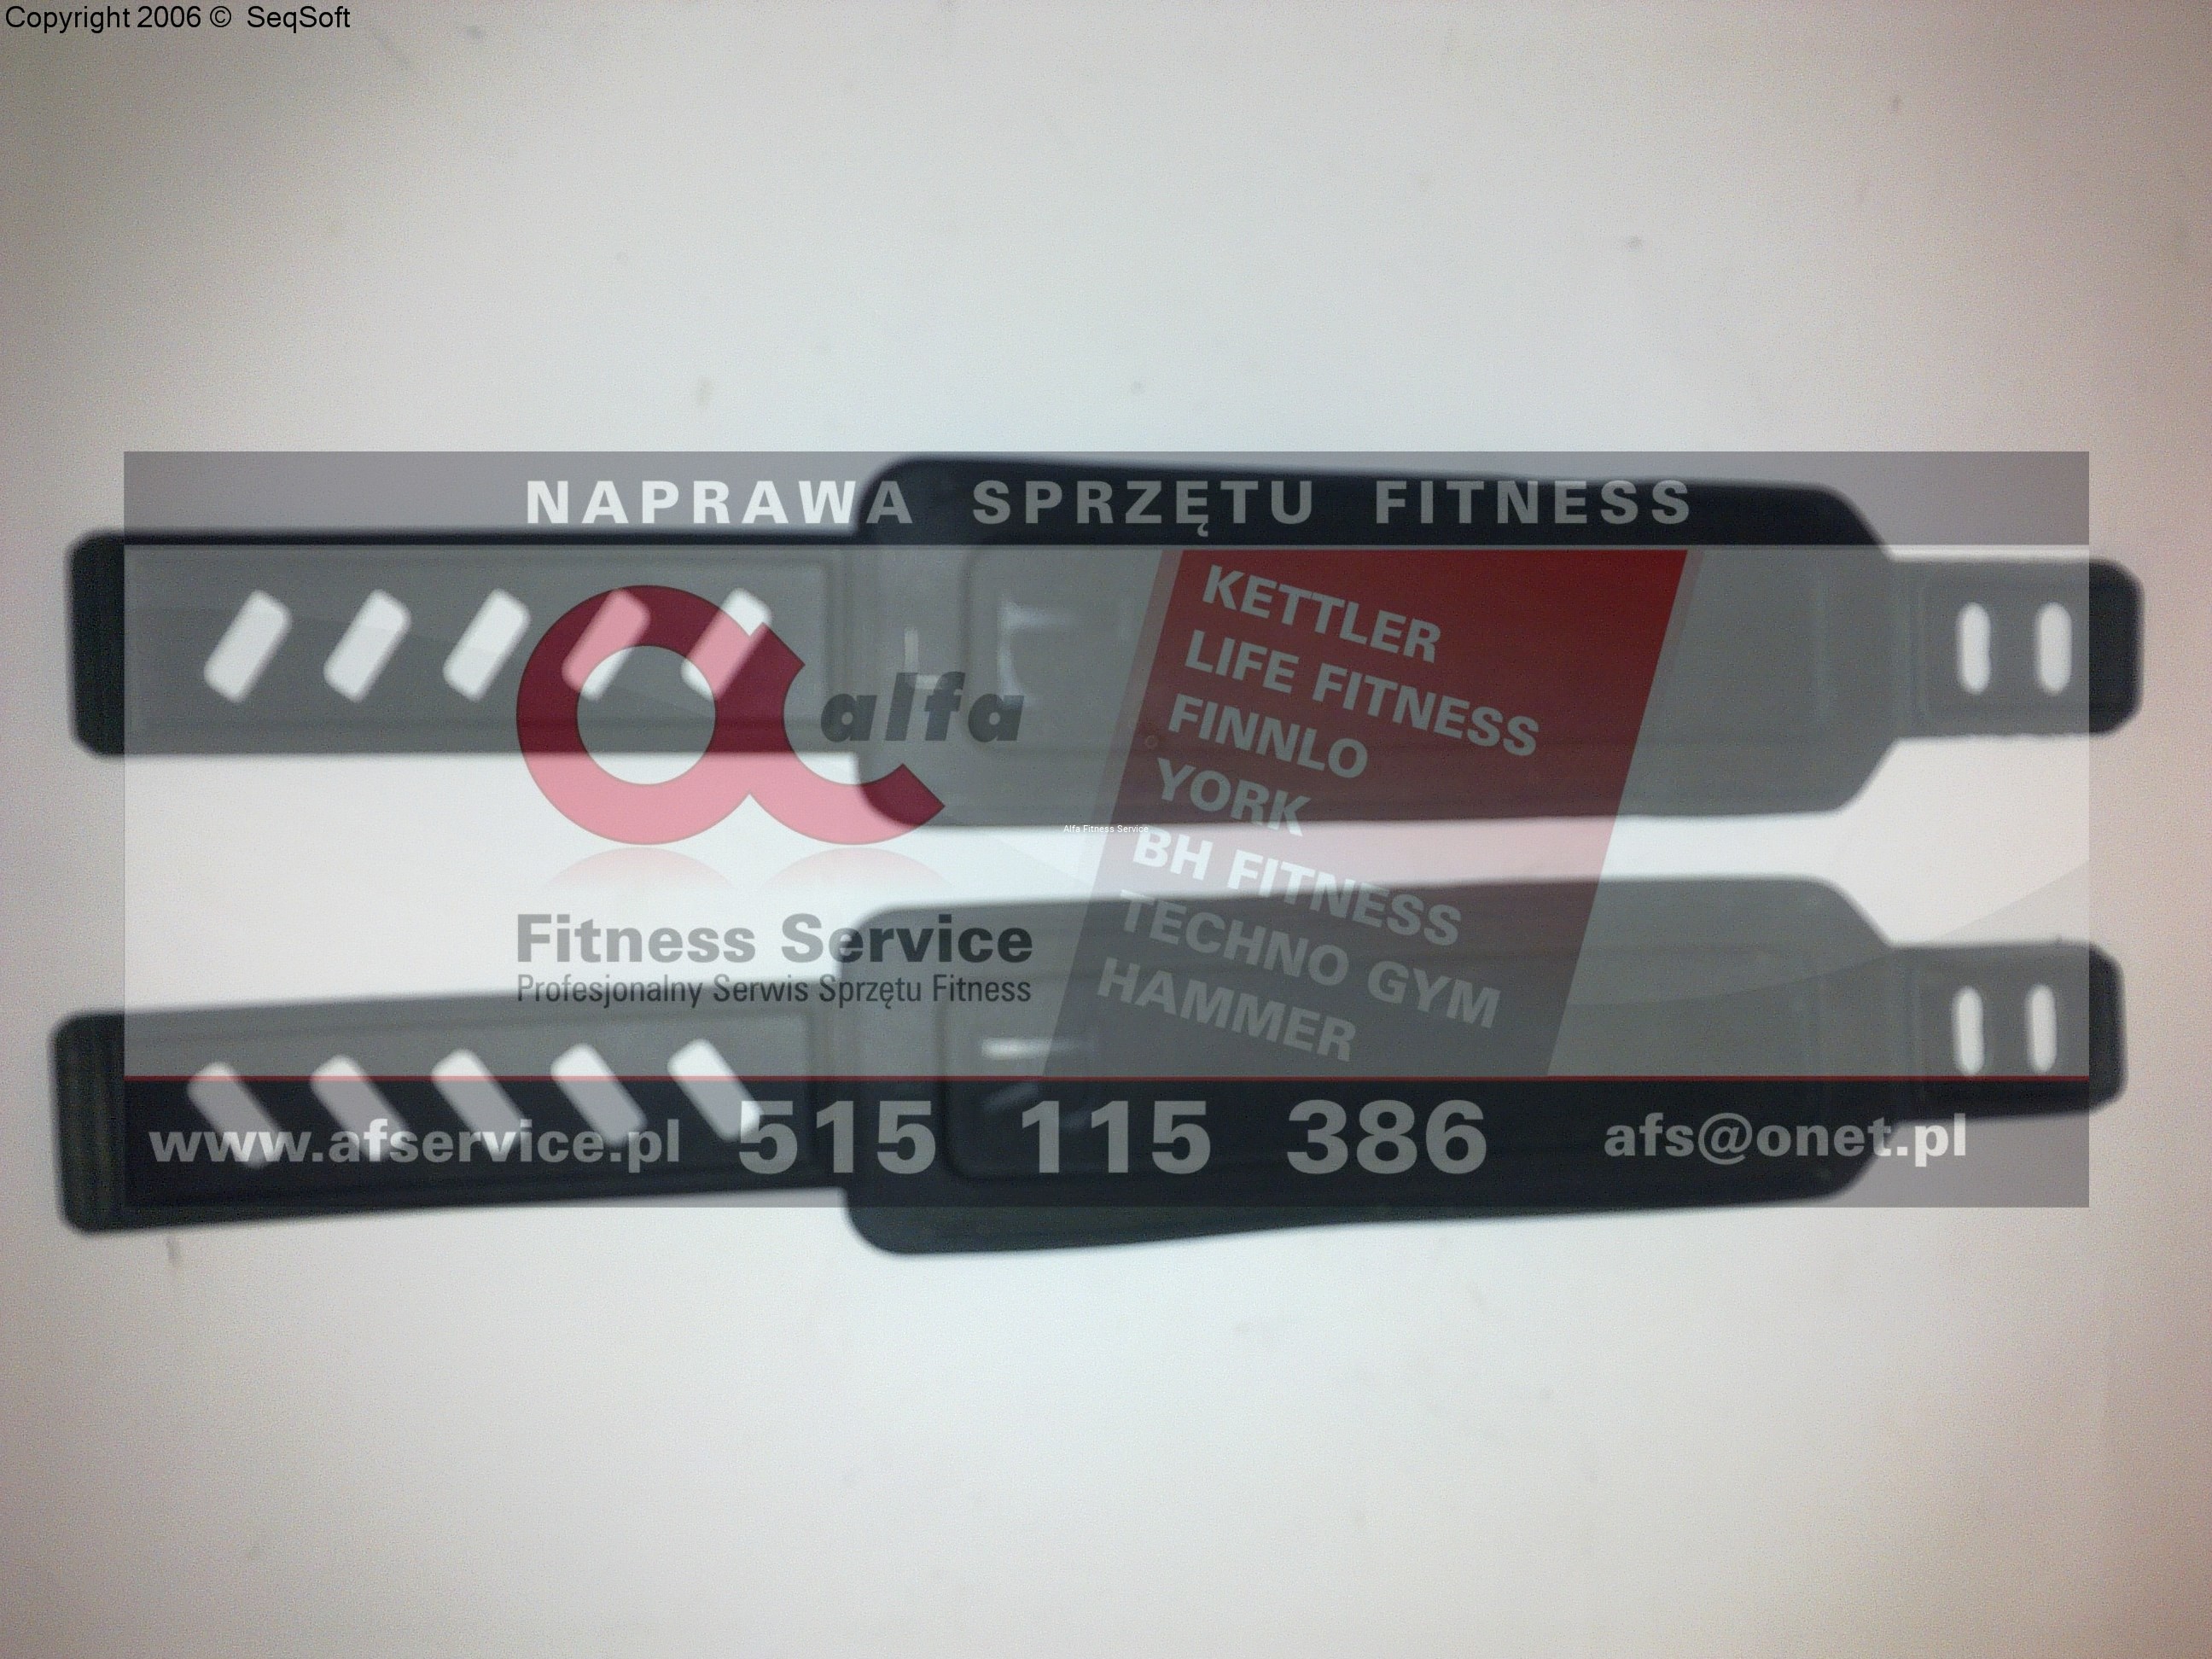 Copyright 2006 © SeqSoft
NAPRAWA SPRZĘTU FITNESS
alfa
Fitness Service
Profesjonalny Serwis Sprzętu Fitness
KETTLER
LIFE FITNESS
FINNLO
YORK
BH FITNESS
TECHNO GYM
HAMMER
Alfa Fitness Service
www.afservice.pl 515 115 386 afs@onet.pl